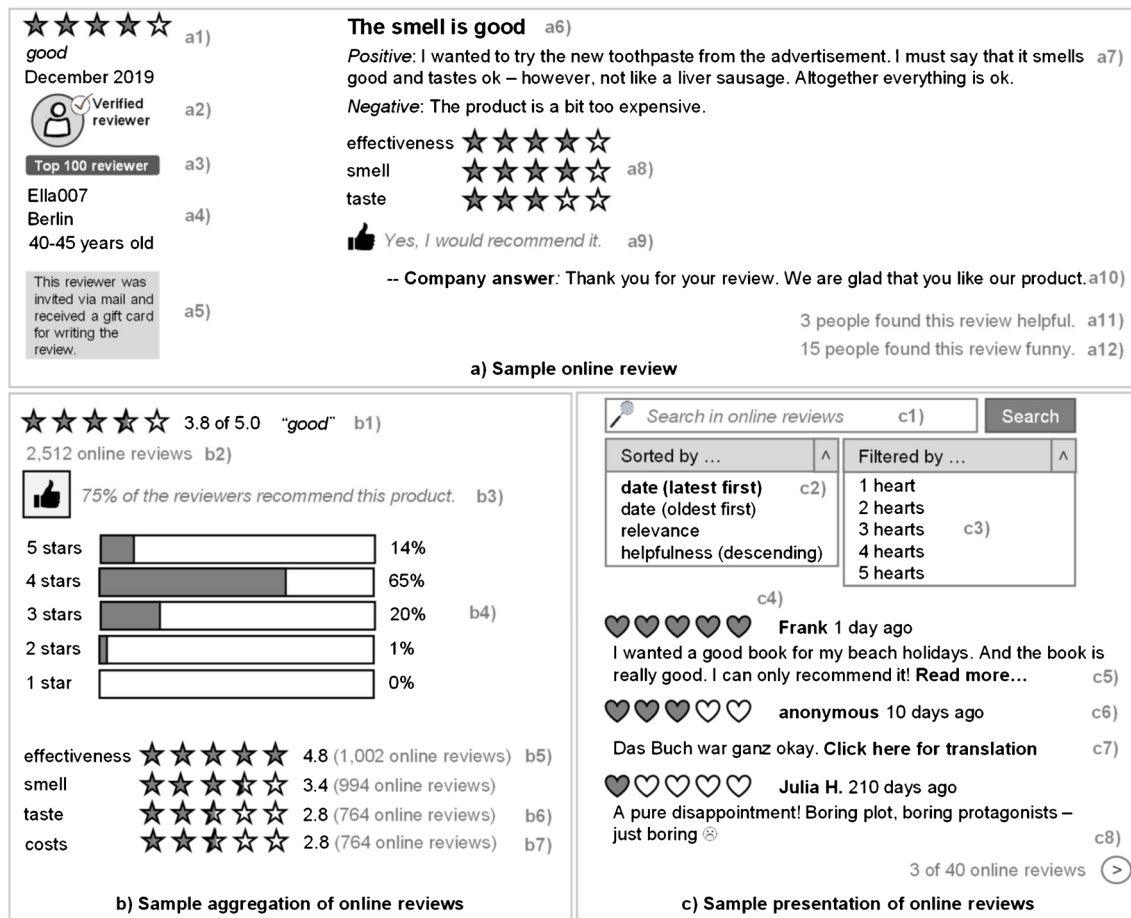 a1)
good
December 2019
Verified
reviewer
a2)
Top 100 reviewer a3)
Ella007
Berlin
a4)
40-45 years old
This reviewer was
invited via mail and
received a gift card
for writing the
review.
a5)
The smell is good a6)
Positive: I wanted to try the new toothpaste from the advertisement. I must say that it smells a7)
good and tastes ok – however, not like a liver sausage. Altogether everything is ok.
Negative: The product is a bit too expensive.
effectiveness
smell a8)
taste
Yes, I would recommend it. a9)
-- Company answer: Thank you for your review. We are glad that you like our product. a10)
3 people found this review helpful. a11)
15 people found this review funny. a12)
a) Sample online review
3.8 of 5.0 “good” b1)
2,512 online reviews b2)
75% of the reviewers recommend this product. b3)
5 stars 14%
4 stars 65%
3 stars 20% b4)
2 stars 1%
1 star 0%
effectiveness 4.8 (1,002 online reviews) b5)
smell 3.4 (994 online reviews)
taste 2.8 (764 online reviews) b6)
costs 2.8 (764 online reviews) b7)
b) Sample aggregation of online reviews
Search in online reviews c1) Search
Sorted by … ^
date (latest first) c2)
date (oldest first)
relevance
helpfulness (descending)
Filtered by … ^
1 heart
2 hearts
3 hearts c3)
4 hearts
5 hearts
c4)
Frank 1 day ago
I wanted a good book for my beach holidays. And the book is
really good. I can only recommend it! Read more… c5)
anonymous 10 days ago c6)
Das Buch war ganz okay. Click here for translation c7)
Julia H. 210 days ago
A pure disappointment! Boring plot, boring protagonists –
just boring ☹ c8)
3 of 40 online reviews >
c) Sample presentation of online reviews